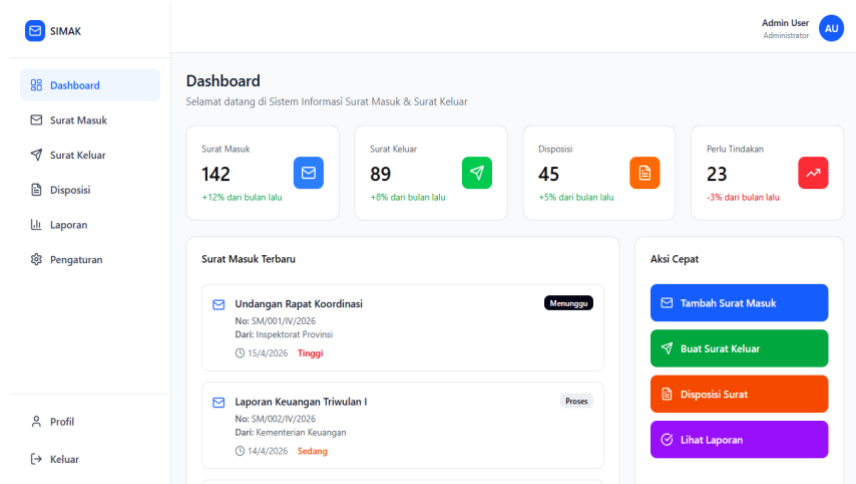 SIMAK
Admin User
Administrator
AU
Dashboard
Surat Masuk
Surat Keluar
Disposisi
Laporan
Pengaturan
Profil
Keluar
Dashboard
Selamat datang di Sistem Informasi Surat Masuk & Surat Keluar
Surat Masuk
142
+12% dari bulan lalu
Surat Keluar
89
+8% dari bulan lalu
Disposisi
45
+5% dari bulan lalu
Perlu Tindakan
23
-3% dari bulan lalu
Surat Masuk Terbaru
Undangan Rapat Koordinasi
Menunggu
No: SM/001/IV/2026
Dari: Inspektorat Provinsi
15/4/2026 Tinggi
Laporan Keuangan Triwulan I
Proses
No: SM/002/IV/2026
Dari: Kementerian Keuangan
14/4/2026 Sedang
Aksi Cepat
Tambah Surat Masuk
Buat Surat Keluar
Disposisi Surat
Lihat Laporan